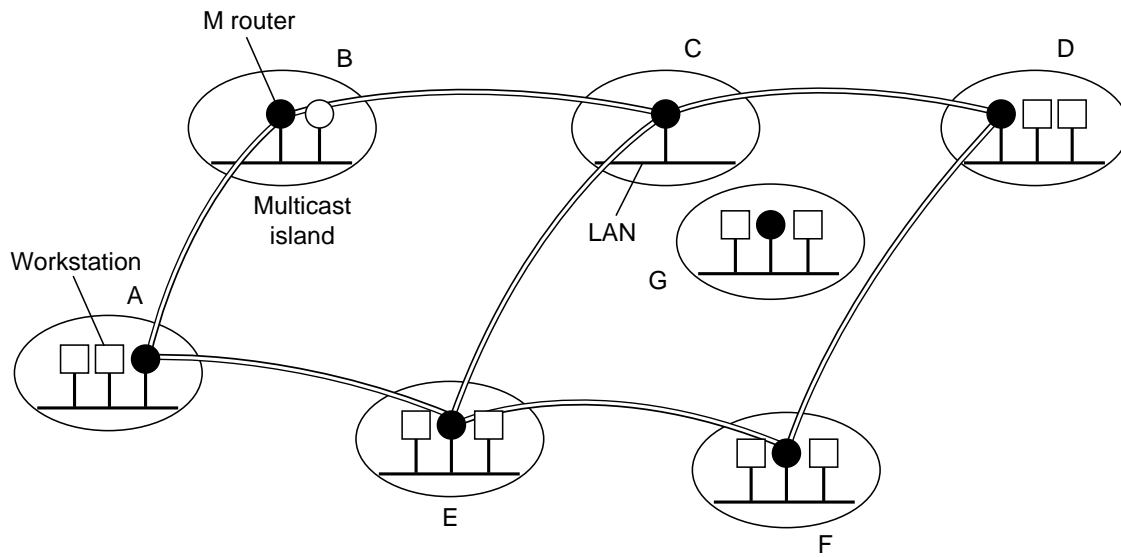 M router
B
C
D
Multicast
island
LAN
G
Workstation
A
E
F